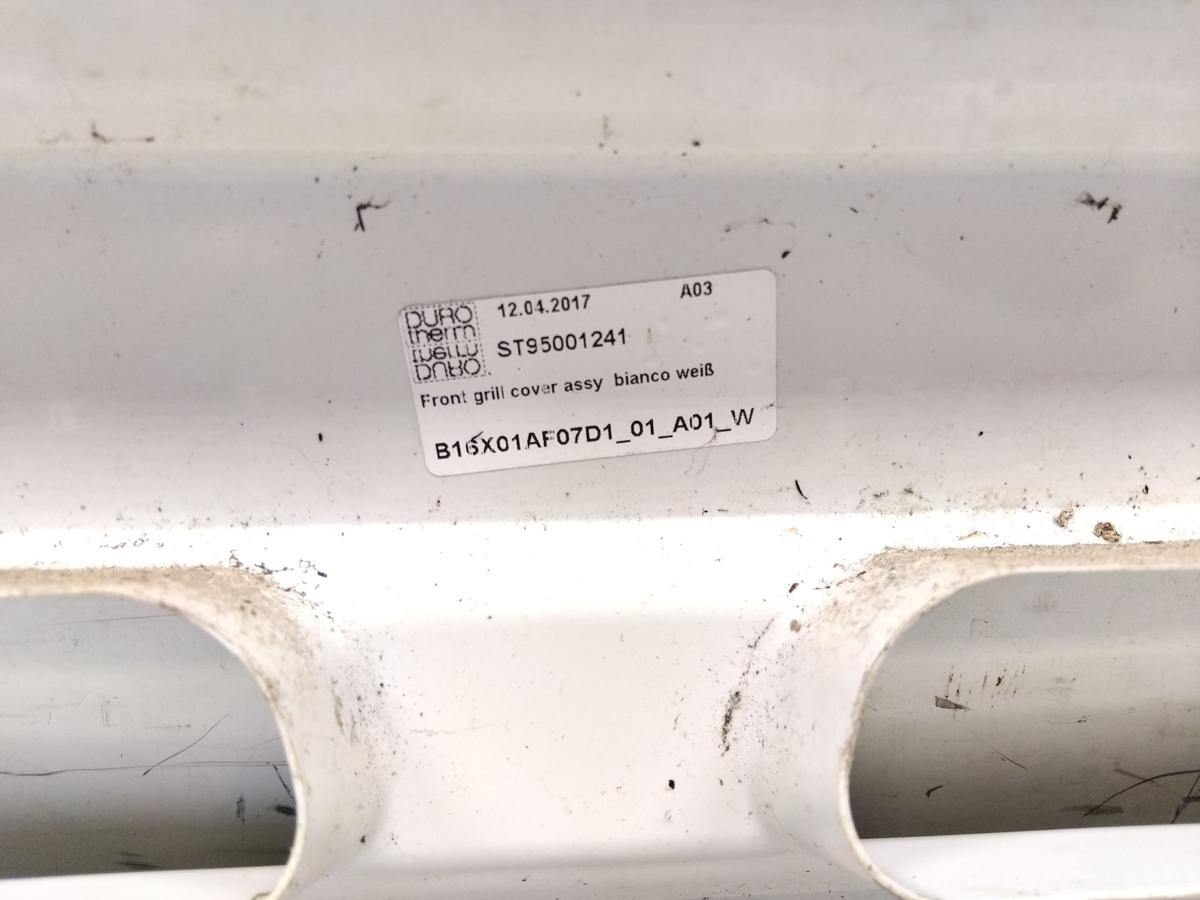 DURO
therm
12.04.2017 A03
ST95001241
Front grill cover assy bianco weiß
B16X01AF07D1_01_A01_W